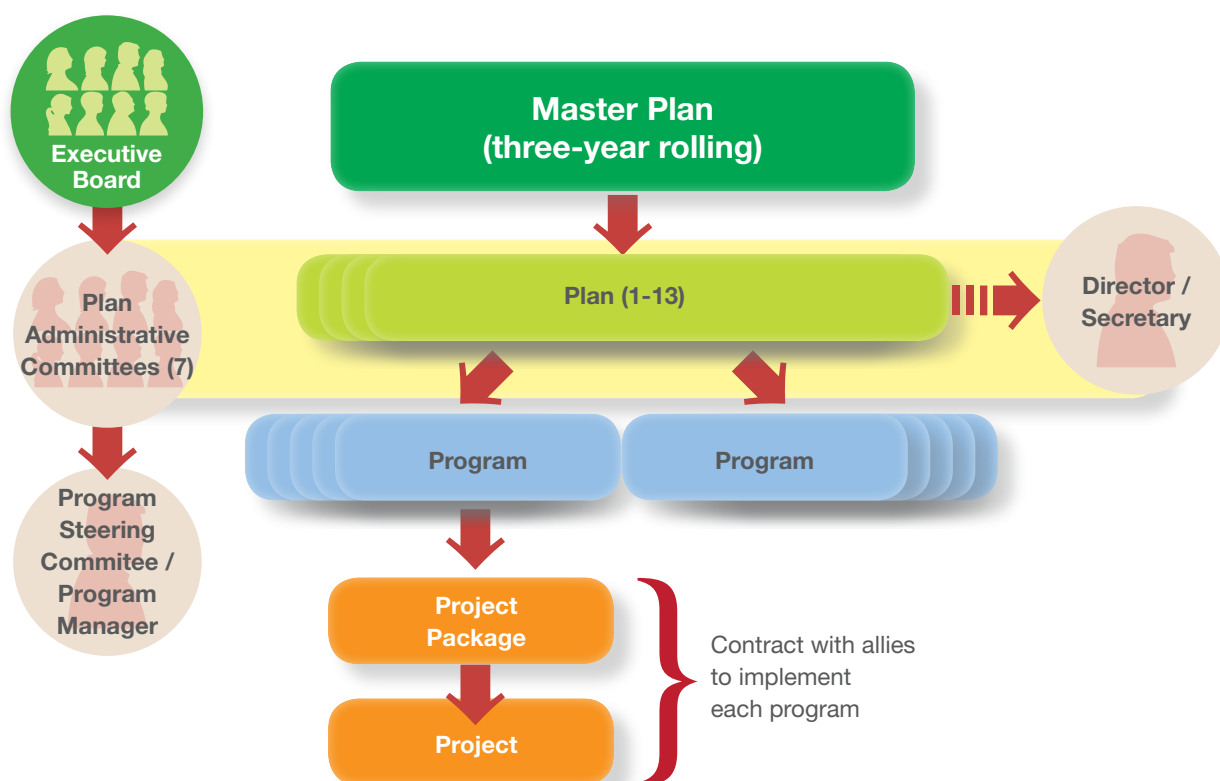 Executive
Board
Master Plan
(three-year rolling)
Plan
Administrative
Committees (7)
Plan (1-13)
Director /
Secretary
Program
Program
Program
Steering
Commitee /
Program
Manager
Project
Package
Project
Contract with allies
to implement
each program